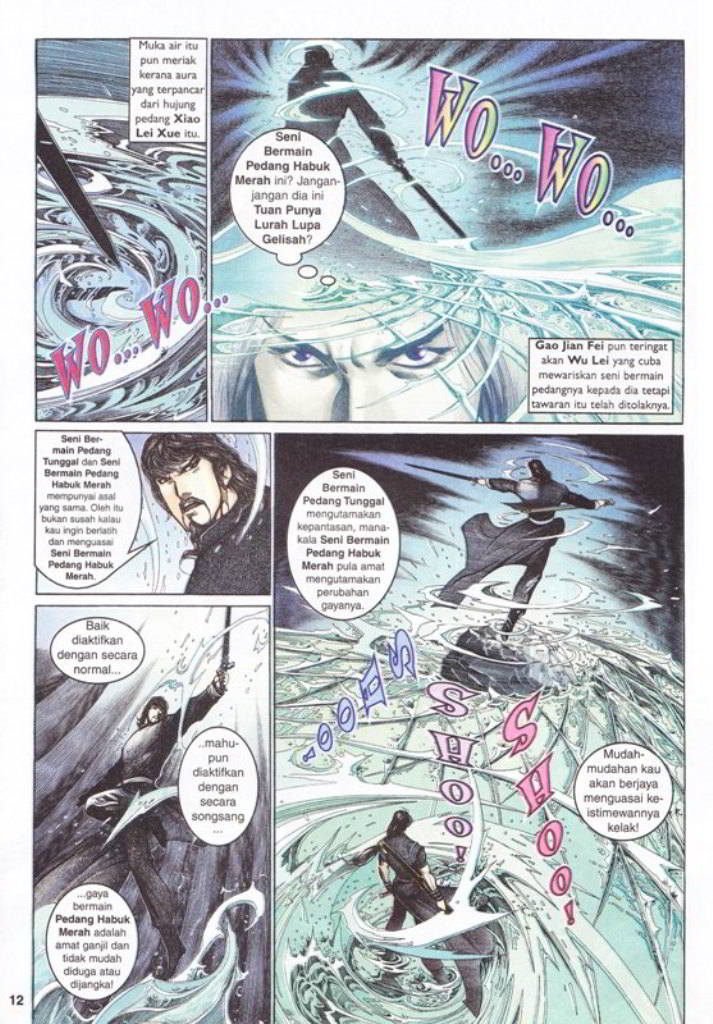 Muka air itu
pun meriak
kerana aura
yang terpancar
dari hujung
pedang Xiao
Lei Xue itu.
WO... WO...
Seni
Bermain
Pedang Habuk
Merah ini? Jangan-
jangan dia ini
Tuan Punya
Lurah Lupa
Gelisah?
WO... WO...
Gao Jian Fei pun teringat
akan Wu Lei yang cuba
mewariskan seni bermain
pedangnya kepada dia tetapi
tawaran itu telah ditolaknya.
Seni Ber-
main Pedang
Tunggal dan Seni
Bermain Pedang
Habuk Merah
mempunyai asal
yang sama. Oleh itu
bukan susah kalau
kau ingin berlatih
dan menguasai
Seni Bermain
Pedang Habuk
Merah.
Seni
Bermain
Pedang Tunggal
mengutamakan
kepantasan, mana-
kala Seni Bermain
Pedang Habuk
Merah pula amat
mengutamakan
perubahan
gayanya.
Baik
diaktifkan
dengan secara
normal...
...mahu-
pun
diaktifkan
dengan
secara
songsang
...
...gaya
bermain
Pedang Habuk
Merah adalah
amat ganjil dan
tidak mudah
diduga atau
dijangka!
SHOO...
SHOO!
SHOO!
Mudah-
mudahan kau
akan berjaya
menguasai ke-
istimewannya
kelak!
12